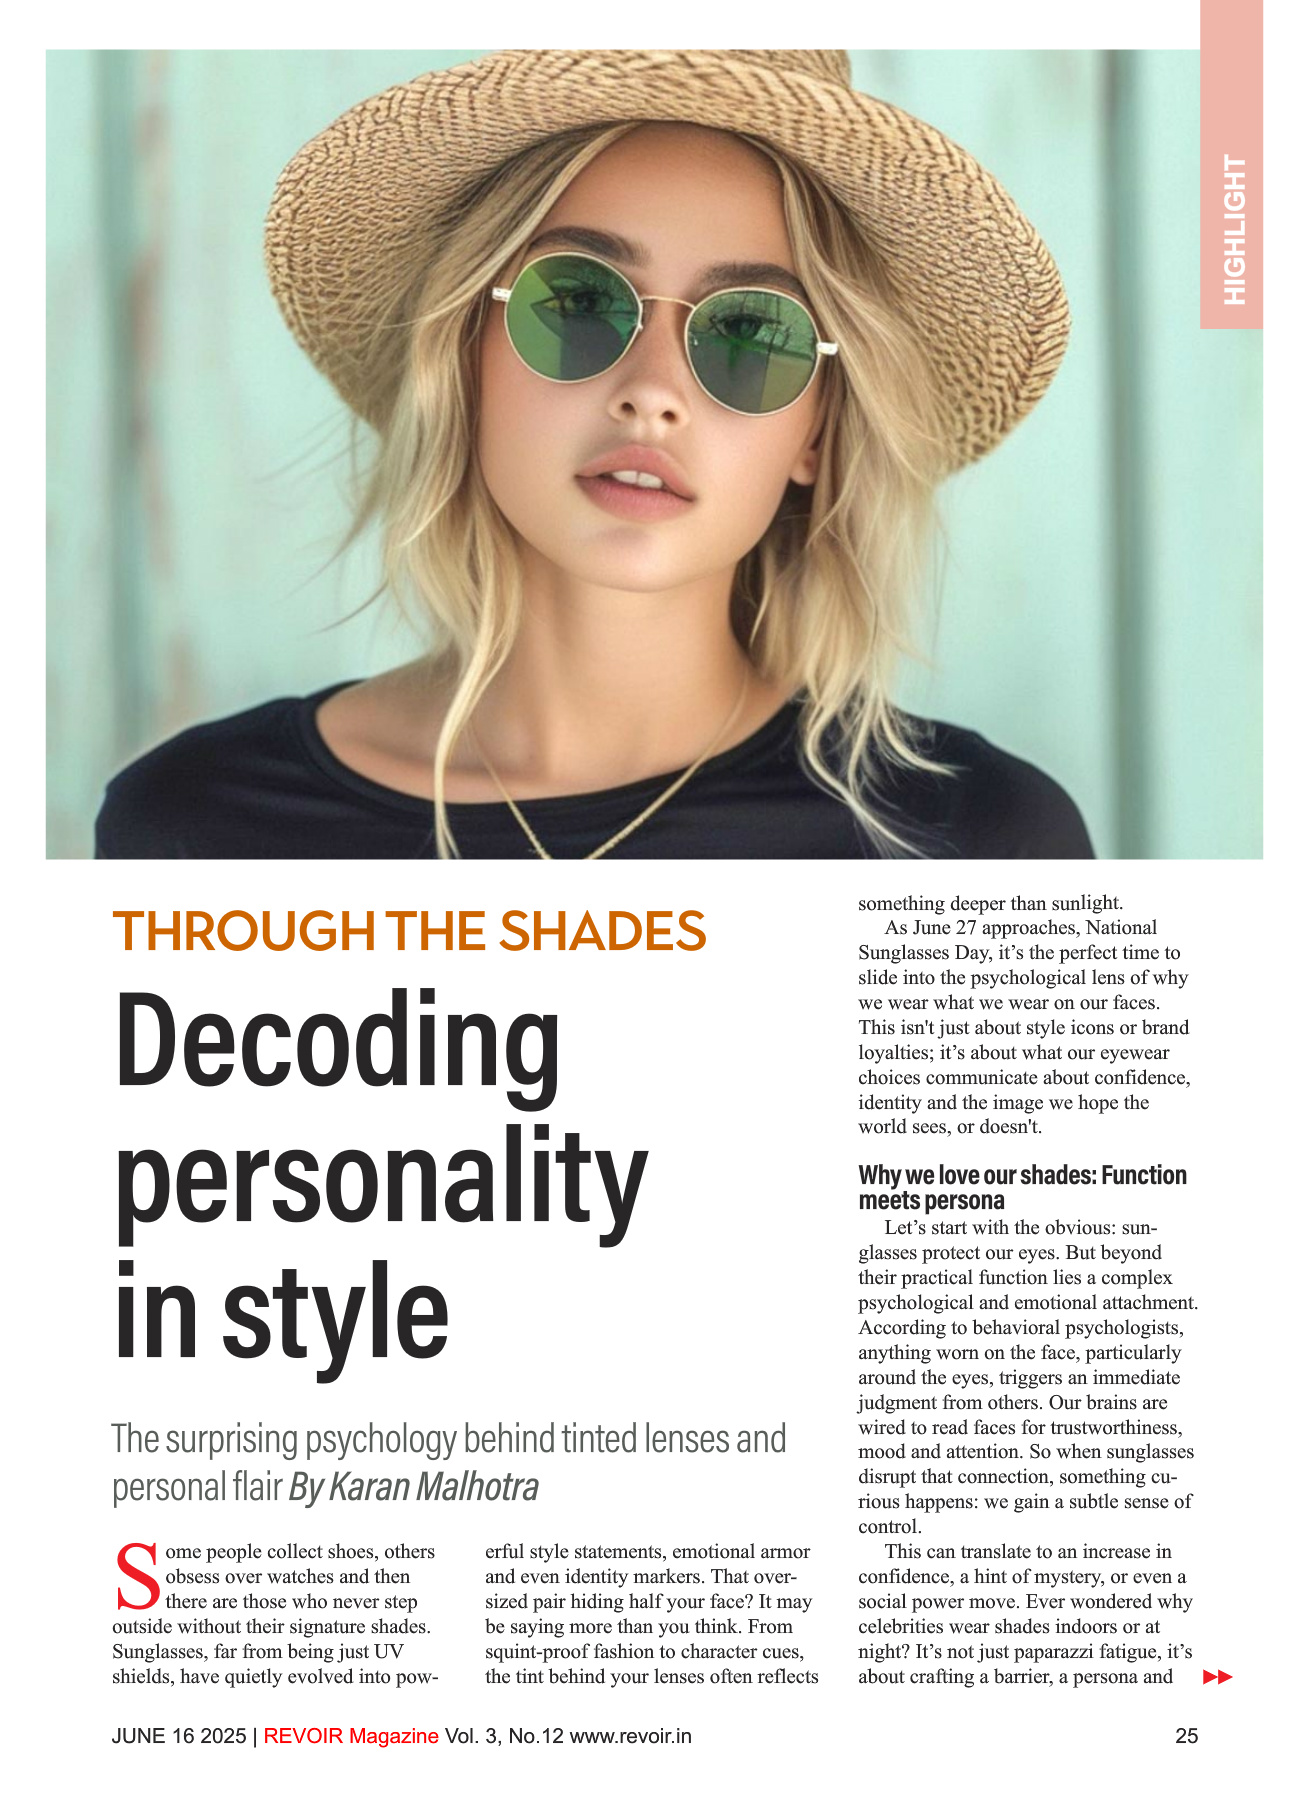 HIGHLIGHT
THROUGH THE SHADES
Decoding
personality
in style
The surprising psychology behind tinted lenses and
personal flair By Karan Malhotra
Some people collect shoes, others
obsess over watches and then
there are those who never step
outside without their signature shades.
Sunglasses, far from being just UV
shields, have quietly evolved into pow-
erful style statements, emotional armor
and even identity markers. That over-
sized pair hiding half your face? It may
be saying more than you think. From
squint-proof fashion to character cues,
the tint behind your lenses often reflects
something deeper than sunlight.
As June 27 approaches, National
Sunglasses Day, it’s the perfect time to
slide into the psychological lens of why
we wear what we wear on our faces.
This isn't just about style icons or brand
loyalties; it’s about what our eyewear
choices communicate about confidence,
identity and the image we hope the
world sees, or doesn't.
Why we love our shades: Function
meets persona
Let’s start with the obvious: sun-
glasses protect our eyes. But beyond
their practical function lies a complex
psychological and emotional attachment.
According to behavioral psychologists,
anything worn on the face, particularly
around the eyes, triggers an immediate
judgment from others. Our brains are
wired to read faces for trustworthiness,
mood and attention. So when sunglasses
disrupt that connection, something cu-
rious happens: we gain a subtle sense of
control.
This can translate to an increase in
confidence, a hint of mystery, or even a
social power move. Ever wondered why
celebrities wear shades indoors or at
night? It’s not just paparazzi fatigue, it’s
about crafting a barrier, a persona and
JUNE 16 2025 | REVOIR Magazine Vol. 3, No.12 www.revoir.in
25